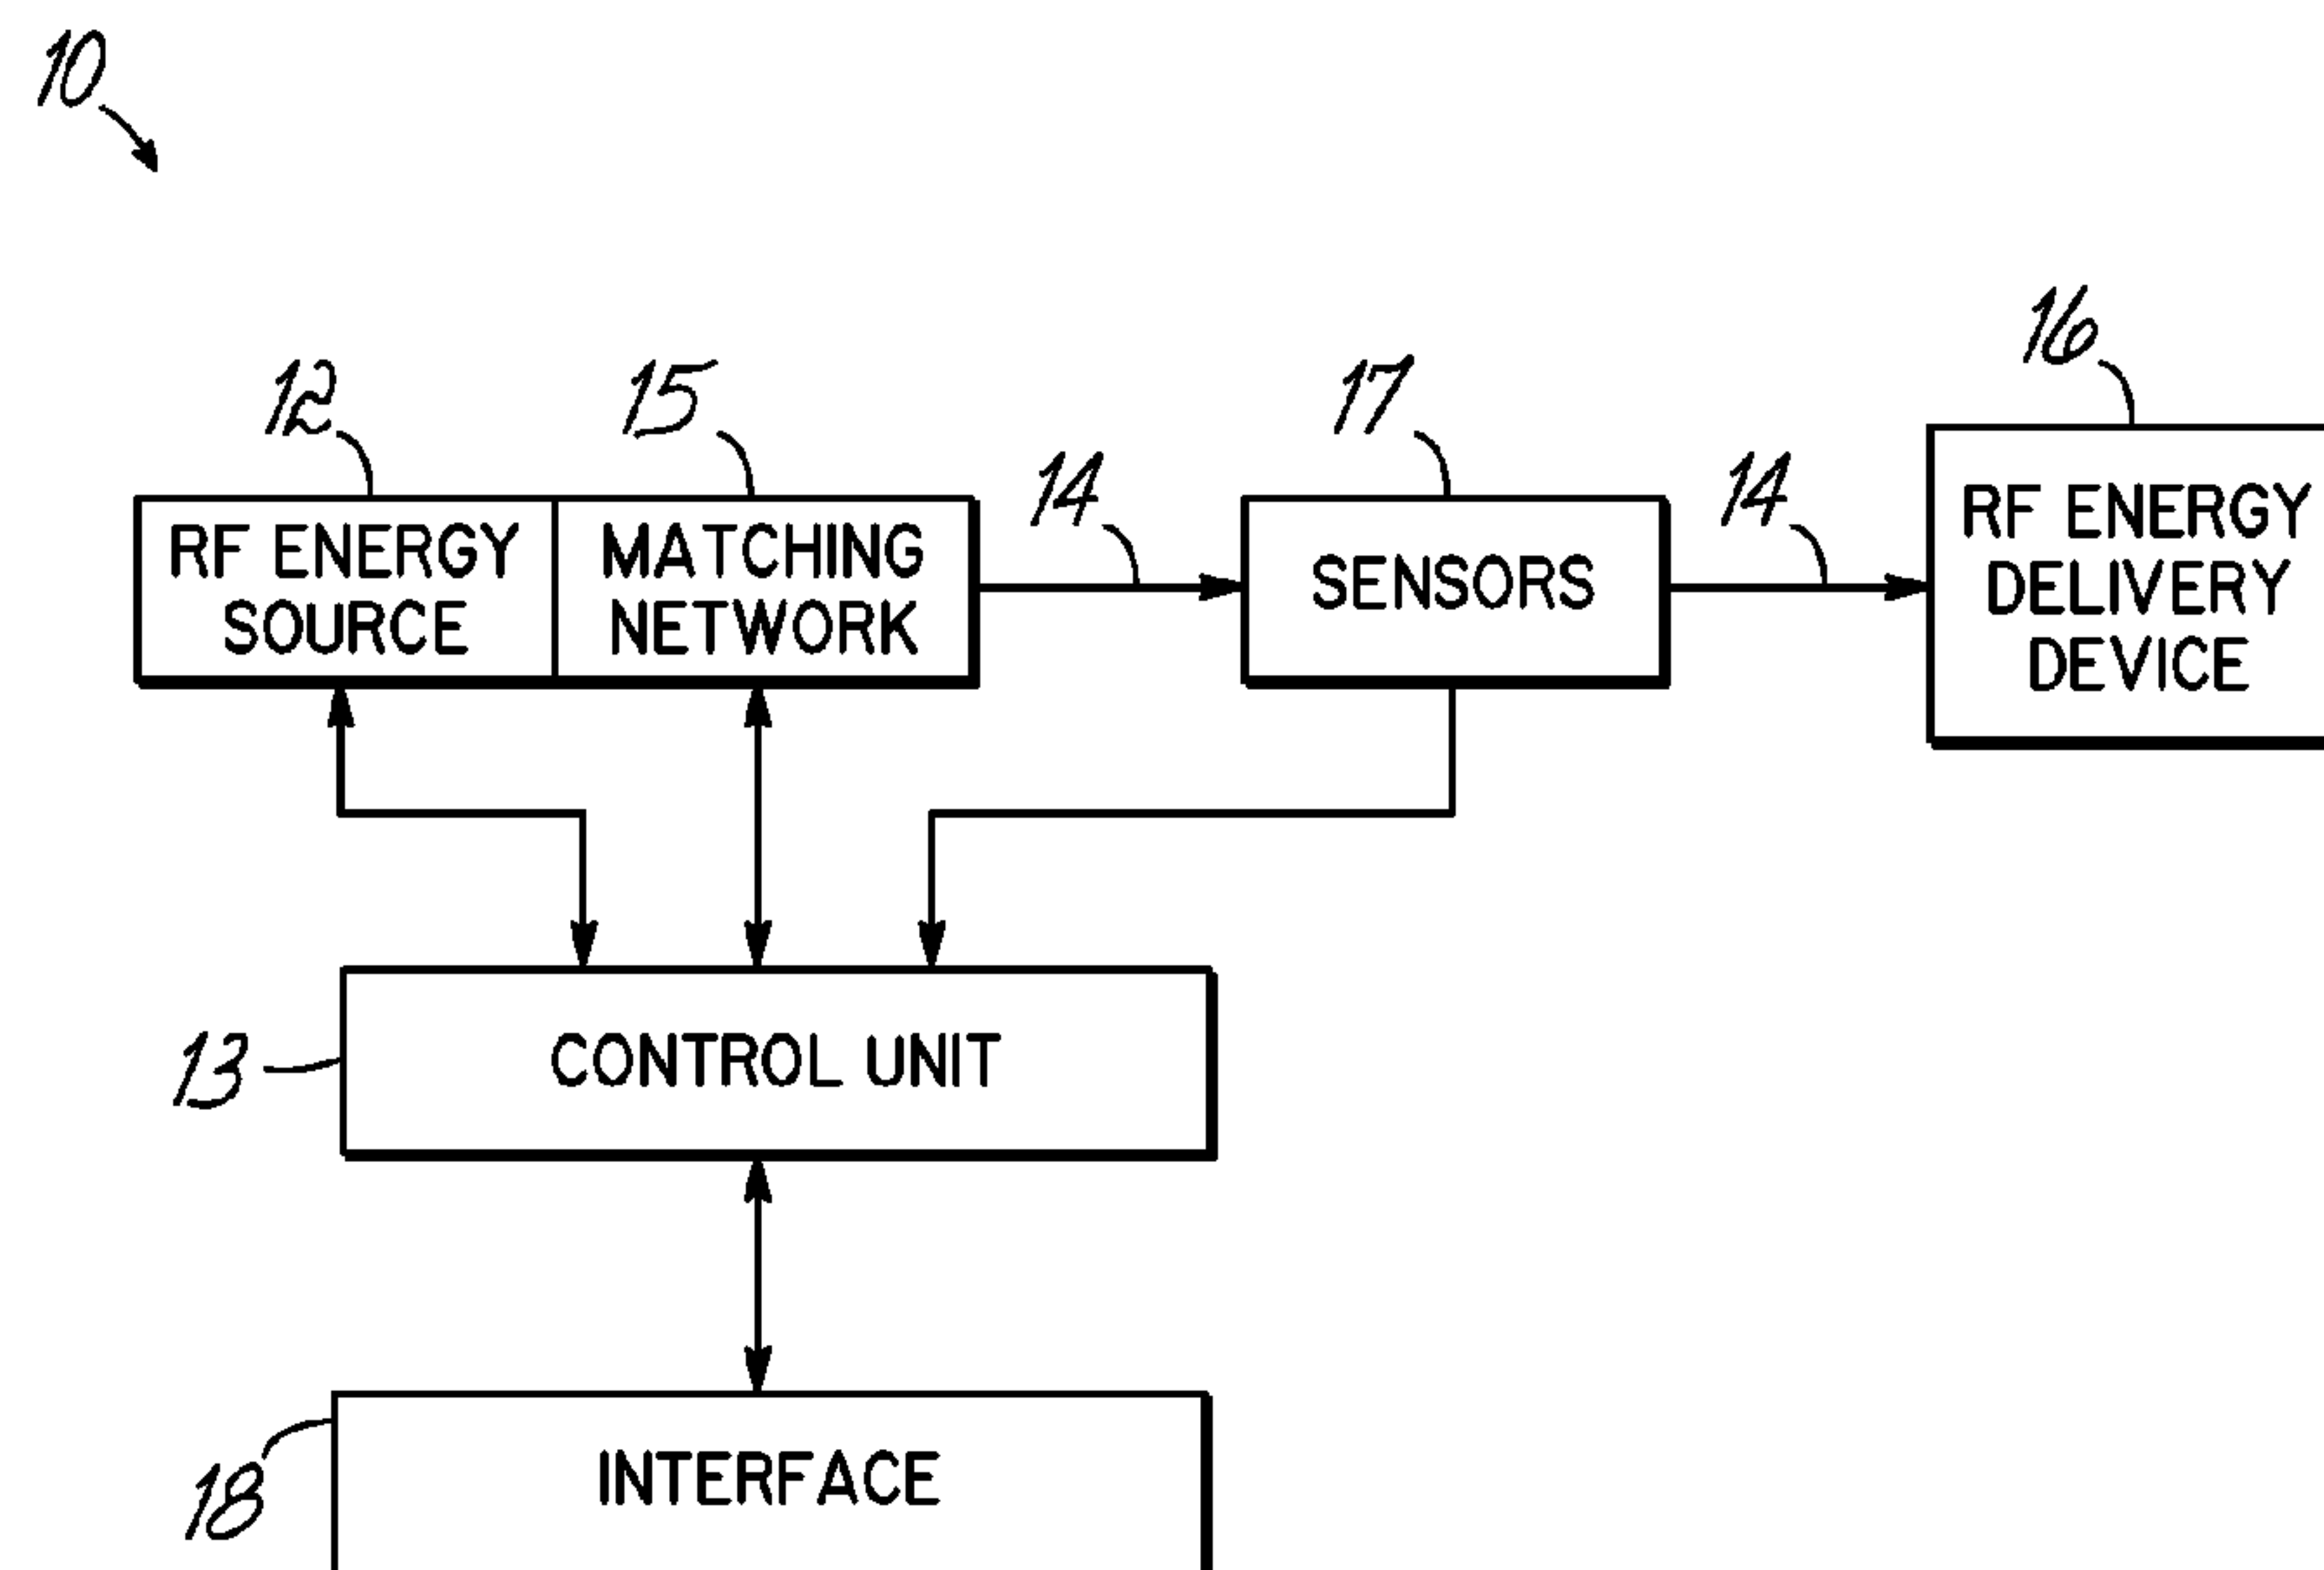 10
12
15
17
16
14
14
RF ENERGY
SOURCE
MATCHING
NETWORK
SENSORS
RF ENERGY
DELIVERY
DEVICE
13
CONTROL UNIT
18
INTERFACE